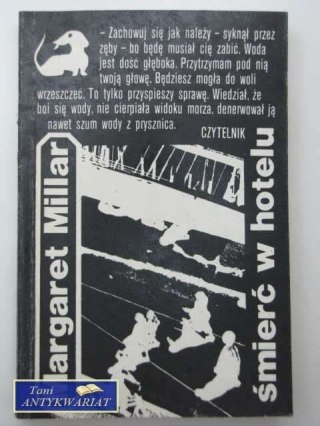 – Zachowuj się jak należy – syknął przez
zęby – bo będę musiał cię zabić. Woda
jest dość głęboka. Przytrzymam pod nią
twoją głowę. Będziesz mogła do woli
wrzeszczeć. To tylko przyspieszy sprawę. Wiedział, że
boi się wody, nie cierpiała widoku morza, denerwował ją
nawet szum wody z prysznica.
CZYTELNIK
Margaret Millar
śmierć w hotelu
Tani
ANTYKWARIAT